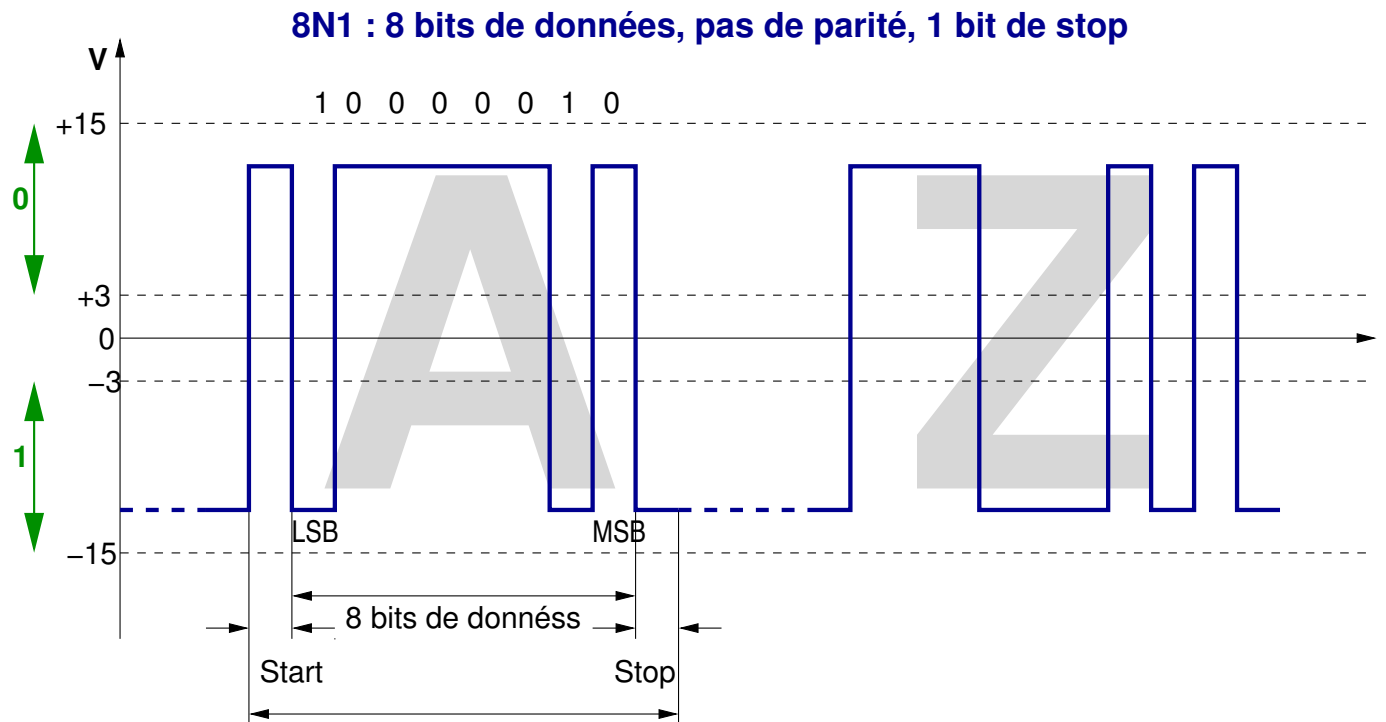 8N1 : 8 bits de données, pas de parité, 1 bit de stop
V
1 0 0 0 0 0 1 0
+15
0
+3
0
−3
1
−15
A Z
LSB MSB
8 bits de donnéss
Start Stop